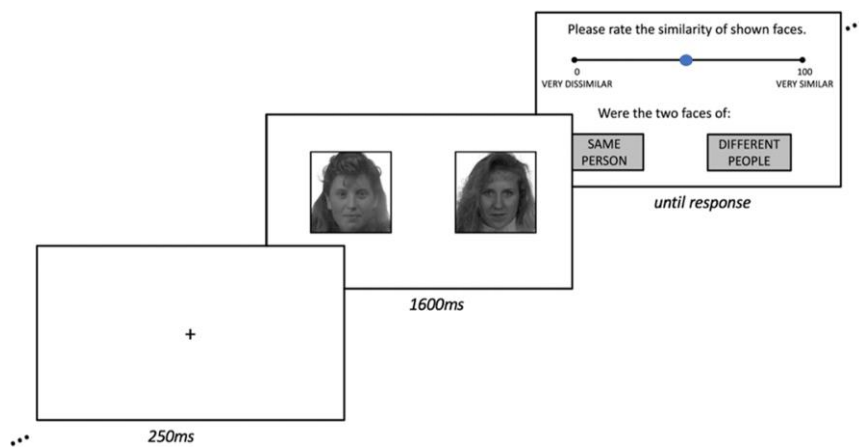 Please rate the similarity of shown faces.
0 100
VERY DISSIMILAR VERY SIMILAR
Were the two faces of:
SAME PERSON
DIFFERENT PEOPLE
until response
1600ms
+
250ms